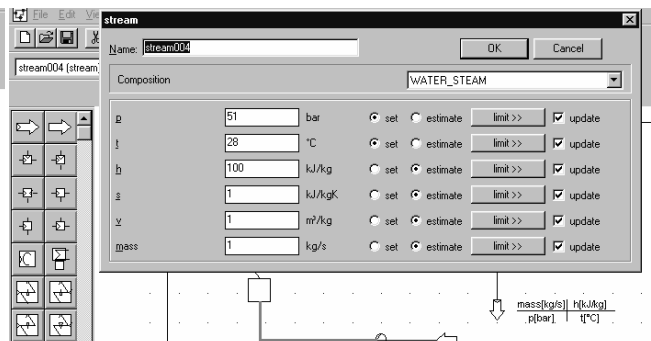 File Edit Vie
stream
Name: stream004
OK
Cancel
stream004 (stream
Composition
WATER_STEAM
p 51 bar set estimate limit >> update
t 28 °C set estimate limit >> update
h 100 kJ/kg set estimate limit >> update
s 1 kJ/kgK set estimate limit >> update
v 1 m³/kg set estimate limit >> update
mass 1 kg/s set estimate limit >> update
mass[kg/s] h[kJ/kg]
p[bar] t[°C]